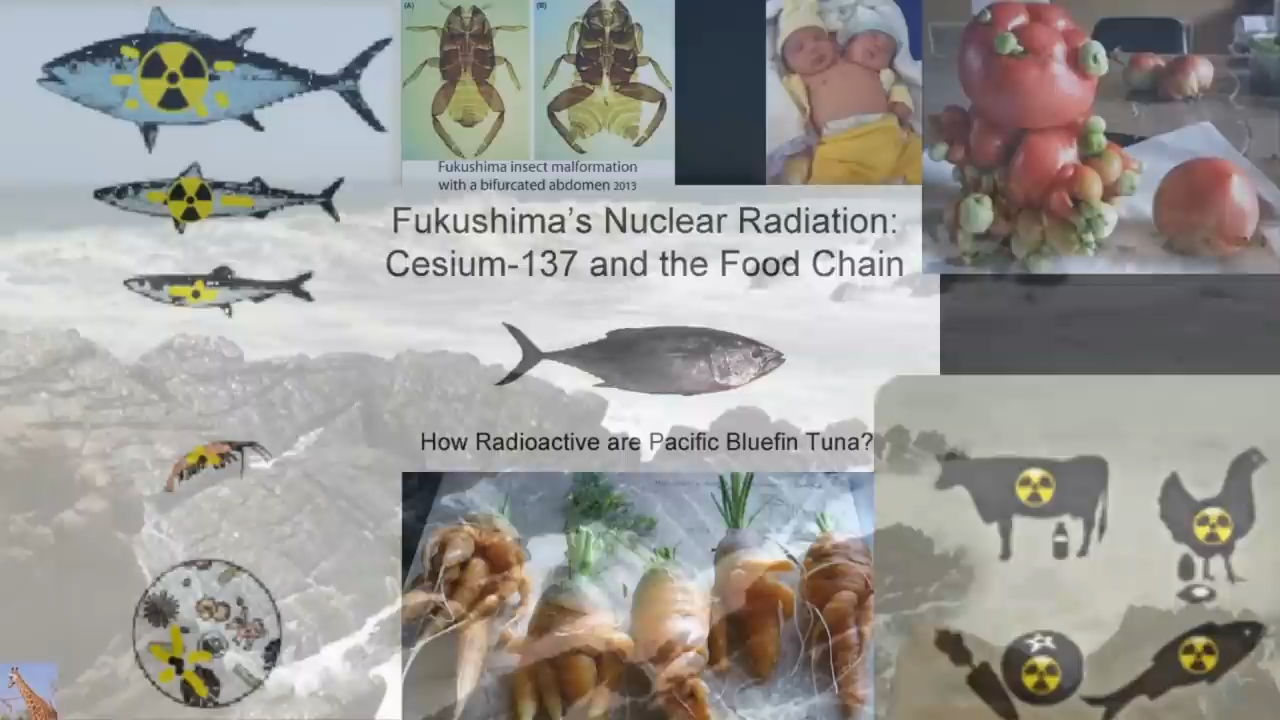 (A)
(B)
Fukushima insect malformation
with a bifurcated abdomen 2013
Fukushima’s Nuclear Radiation:
Cesium-137 and the Food Chain
How Radioactive are Pacific Bluefin Tuna?